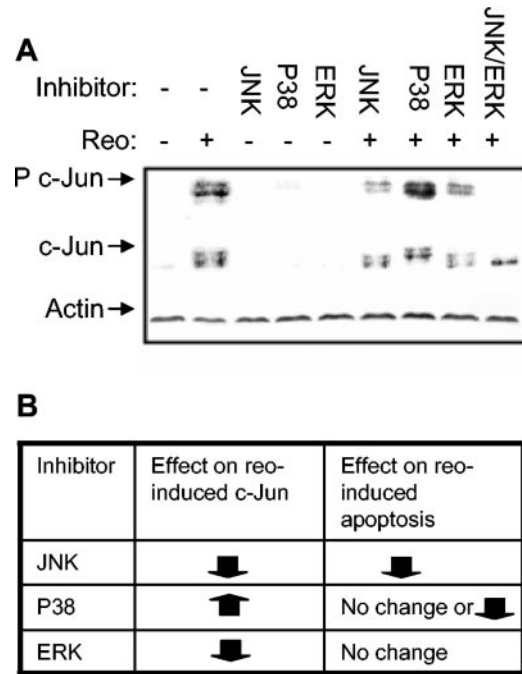 A
Inhibitor: - - JNK P38 ERK JNK P38 ERK JNK/ERK
Reo: - + - - - + + + +
P c-Jun
c-Jun
Actin
B
Inhibitor
Effect on reo-
induced c-Jun
Effect on reo-
induced
apoptosis
JNK
P38
No change or
ERK
No change